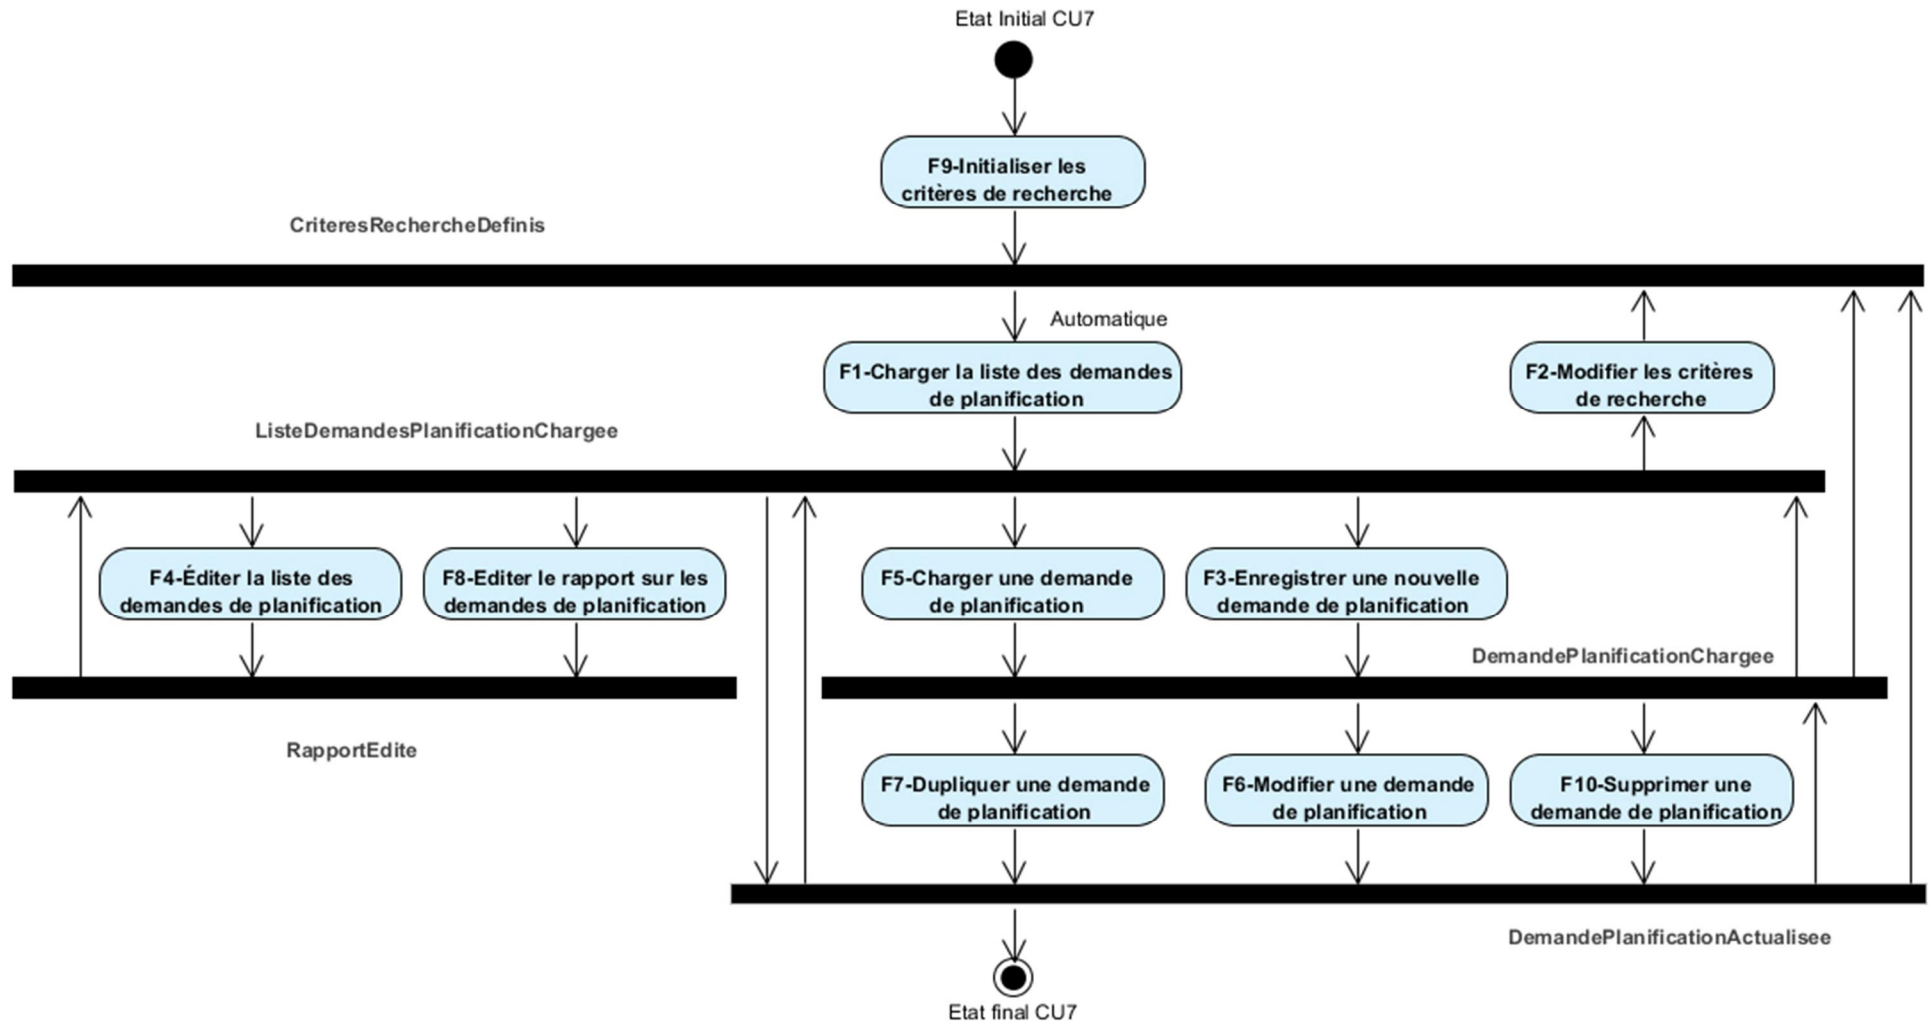 Etat Initial CU7
F9-Initialiser les
critères de recherche
CriteresRechercheDefinis
Automatique
F1-Charger la liste des demandes
de planification
F2-Modifier les critères
de recherche
ListeDemandesPlanificationChargee
F4-Éditer la liste des
demandes de planification
F8-Editer le rapport sur les
demandes de planification
F5-Charger une demande
de planification
F3-Enregistrer une nouvelle
demande de planification
DemandePlanificationChargee
RapportEdite
F7-Dupliquer une demande
de planification
F6-Modifier une demande
de planification
F10-Supprimer une
demande de planification
DemandePlanificationActualisee
Etat final CU7